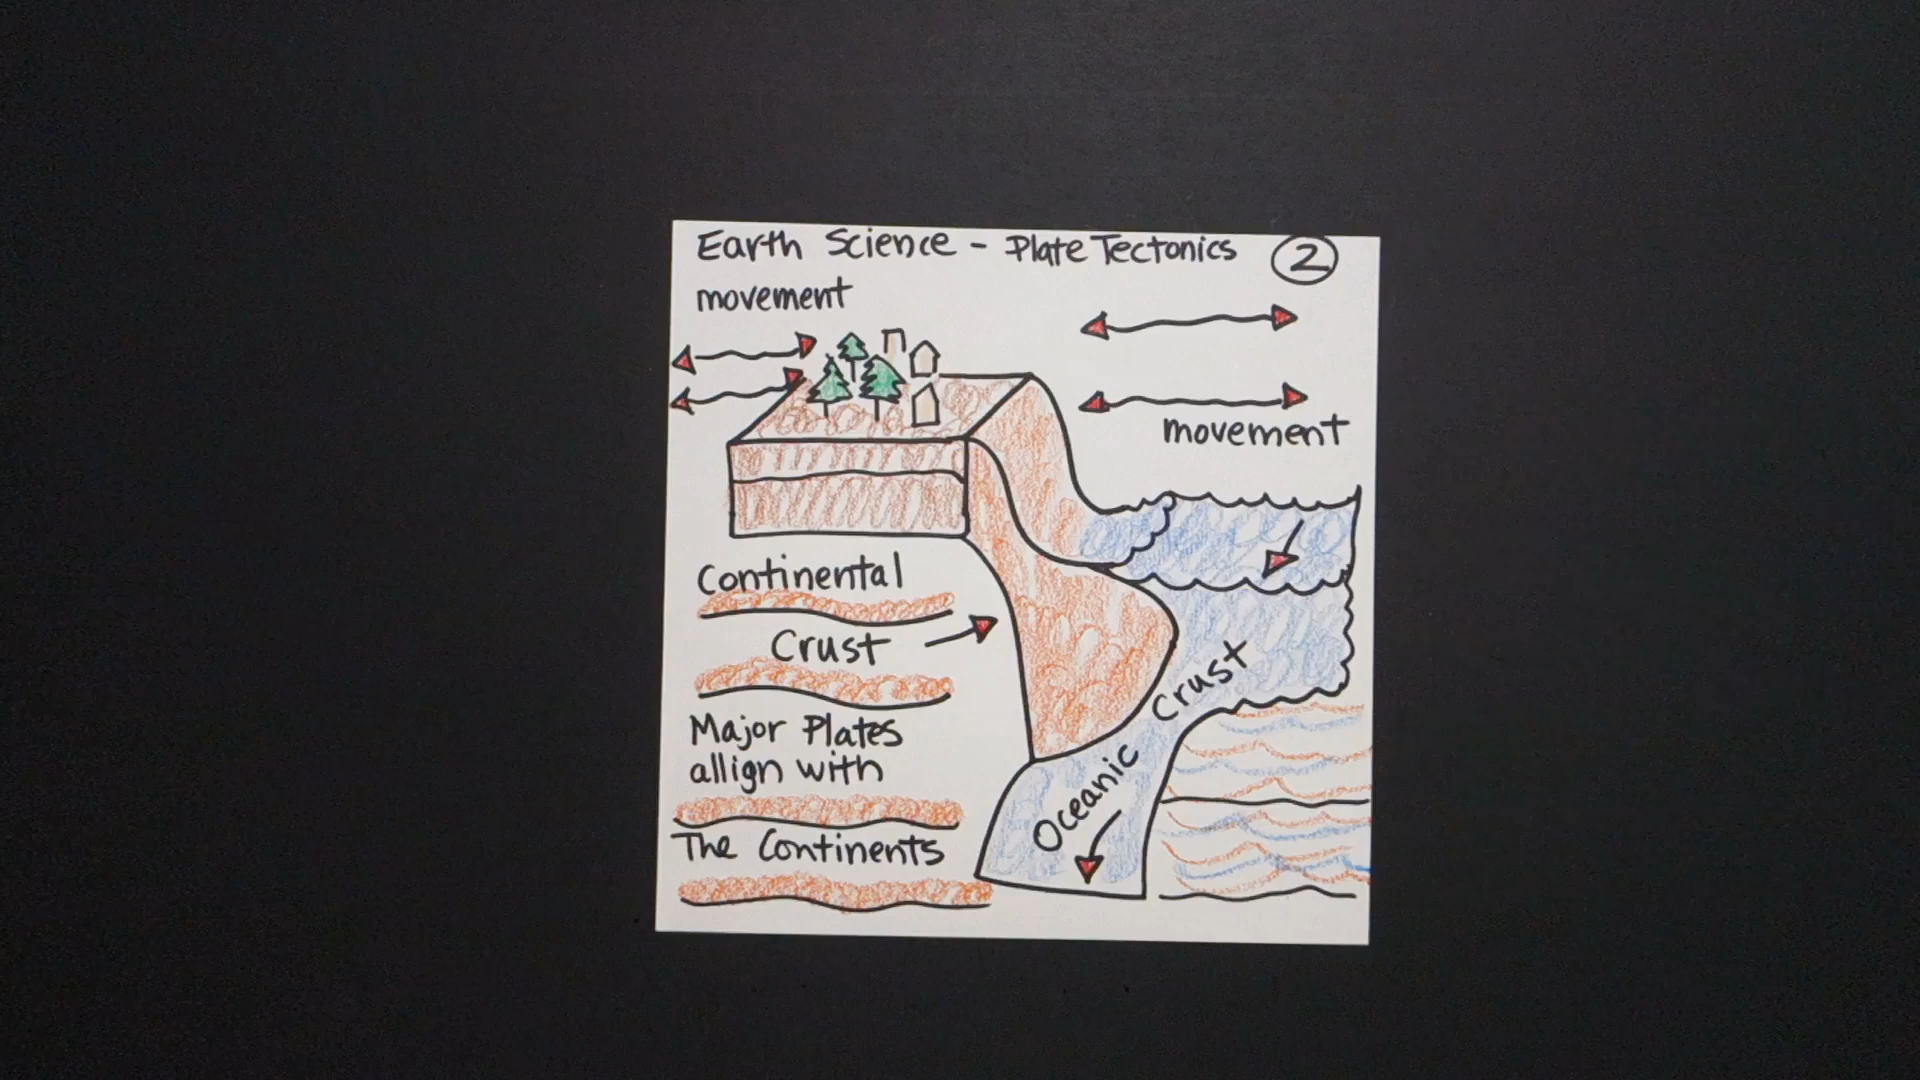 Earth Science - Plate Tectonics 2
movement
movement
Continental
Crust
Major Plates
allign with
The Continents
Oceanic Crust